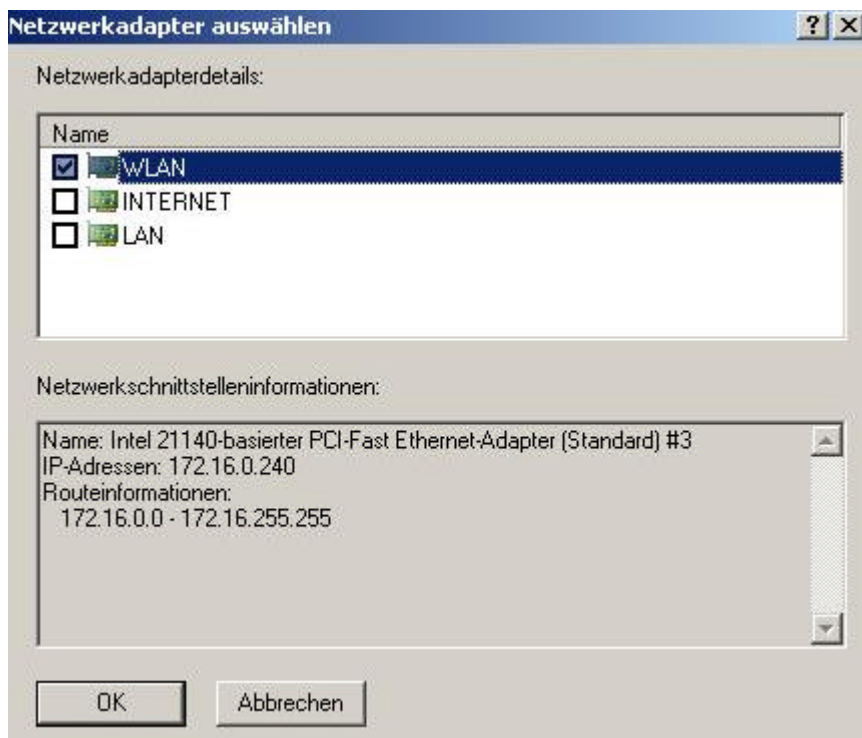 Netzwerkadapter auswählen
Netzwerkadapterdetails:
Name
WLAN
INTERNET
LAN
Netzwerkschnittstelleninformationen:
Name: Intel 21140-basierter PCI-Fast Ethernet-Adapter (Standard) #3
IP-Adressen: 172.16.0.240
Routeinformationen:
172.16.0.0 - 172.16.255.255
OK Abbrechen